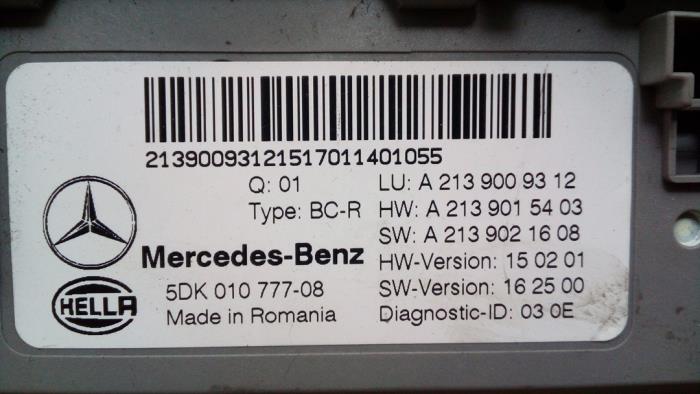 21390093121517011401055
Q: 01
LU: A 213 900 93 12
Type: BC-R
HW: A 213 901 54 03
SW: A 213 902 16 08
Mercedes-Benz
HW-Version: 15 02 01
HELLA
5DK 010 777-08
SW-Version: 16 25 00
Made in Romania
Diagnostic-ID: 03 0E